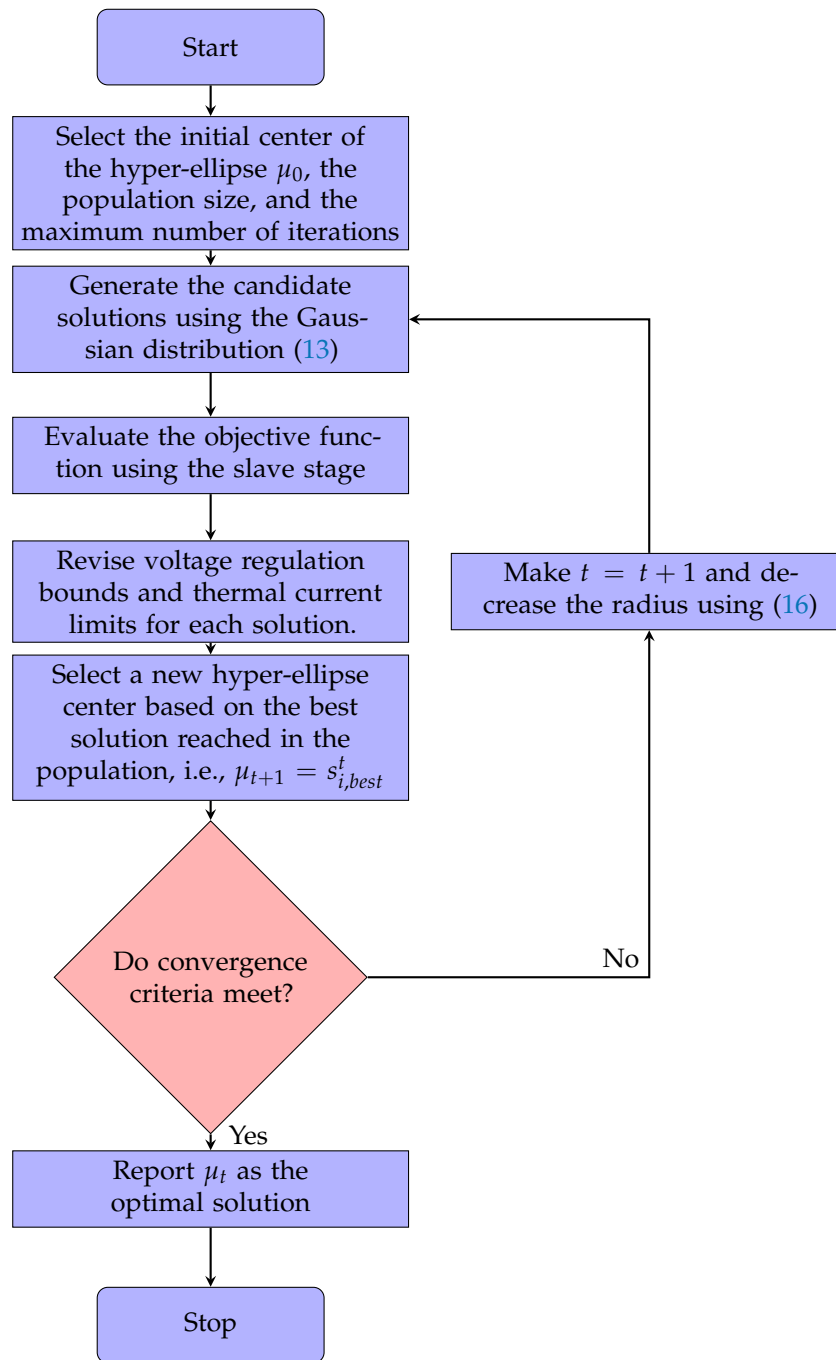 Start
Select the initial center of
the hyper-ellipse μ₀, the
population size, and the
maximum number of iterations
Generate the candidate
solutions using the Gaus-
sian distribution (13)
Evaluate the objective func-
tion using the slave stage
Revise voltage regulation
bounds and thermal current
limits for each solution.
Make t = t + 1 and de-
crease the radius using (16)
Select a new hyper-ellipse
center based on the best
solution reached in the
population, i.e., μ_{t+1} = s^t_{i,best}
Do convergence
criteria meet?
No
Yes
Report μ_t as the
optimal solution
Stop